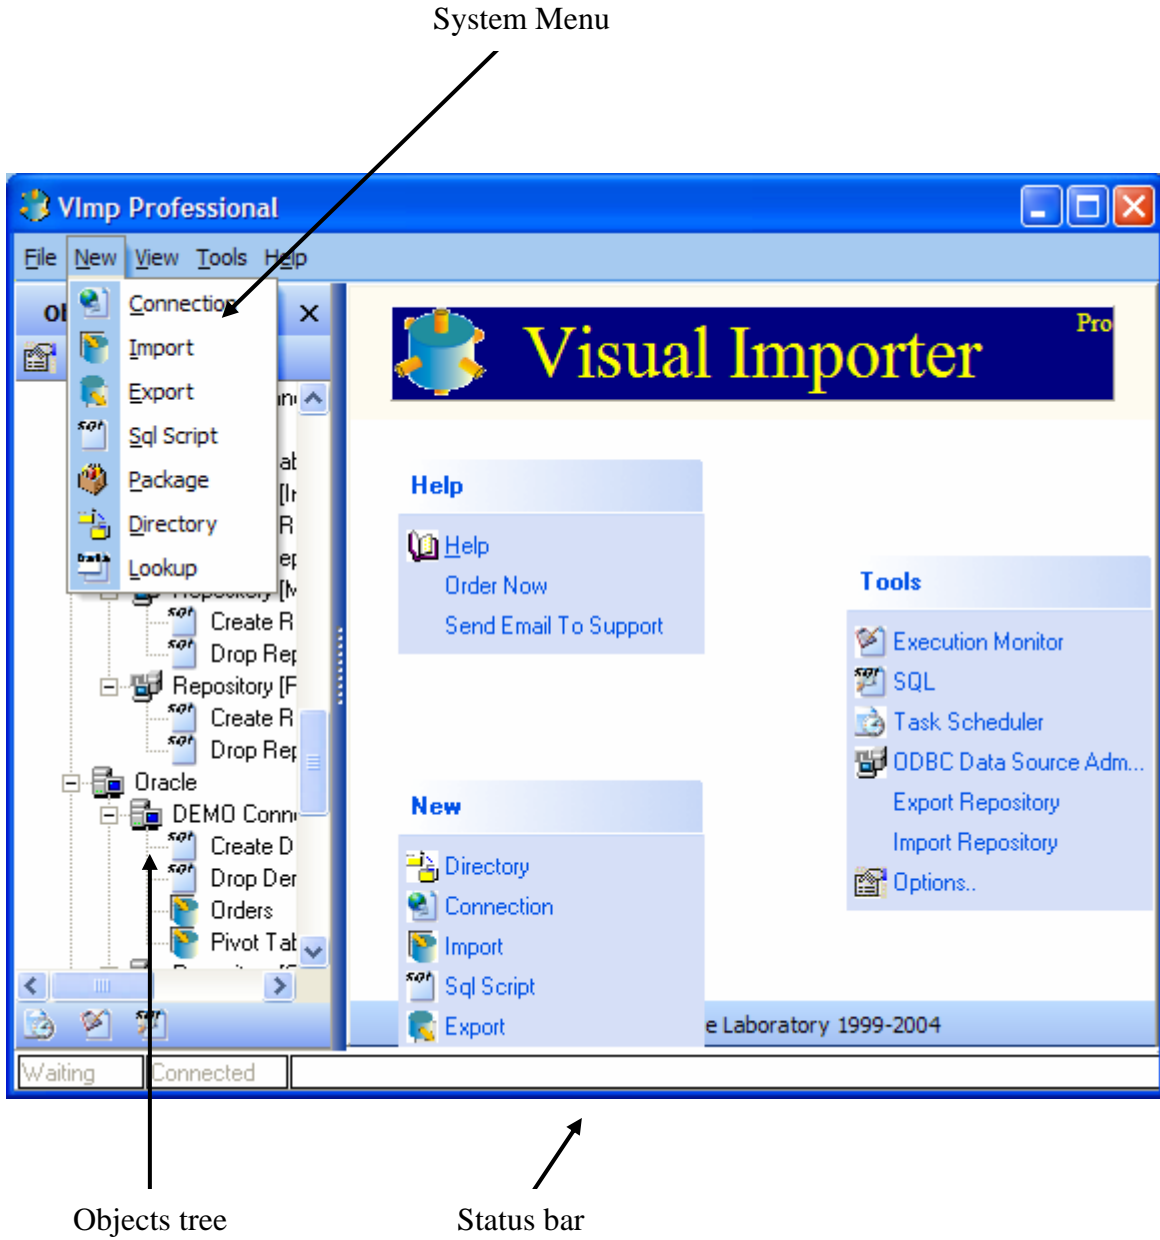 System Menu
VImp Professional
File New View Tools Help
Connection
Import
Export
Sql Script
Package
Directory
Lookup
Visual Importer
Pro
Help
Help
Order Now
Send Email To Support
Tools
Execution Monitor
SQL
Task Scheduler
ODBC Data Source Adm...
Export Repository
Import Repository
Options..
New
Directory
Connection
Import
Sql Script
Export
Create R
Drop Rep
Repository [F
Create R
Drop Rep
Oracle
DEMO Conn
Create D
Drop Der
Orders
Pivot Tab
e Laboratory 1999-2004
Waiting Connected
Objects tree
Status bar